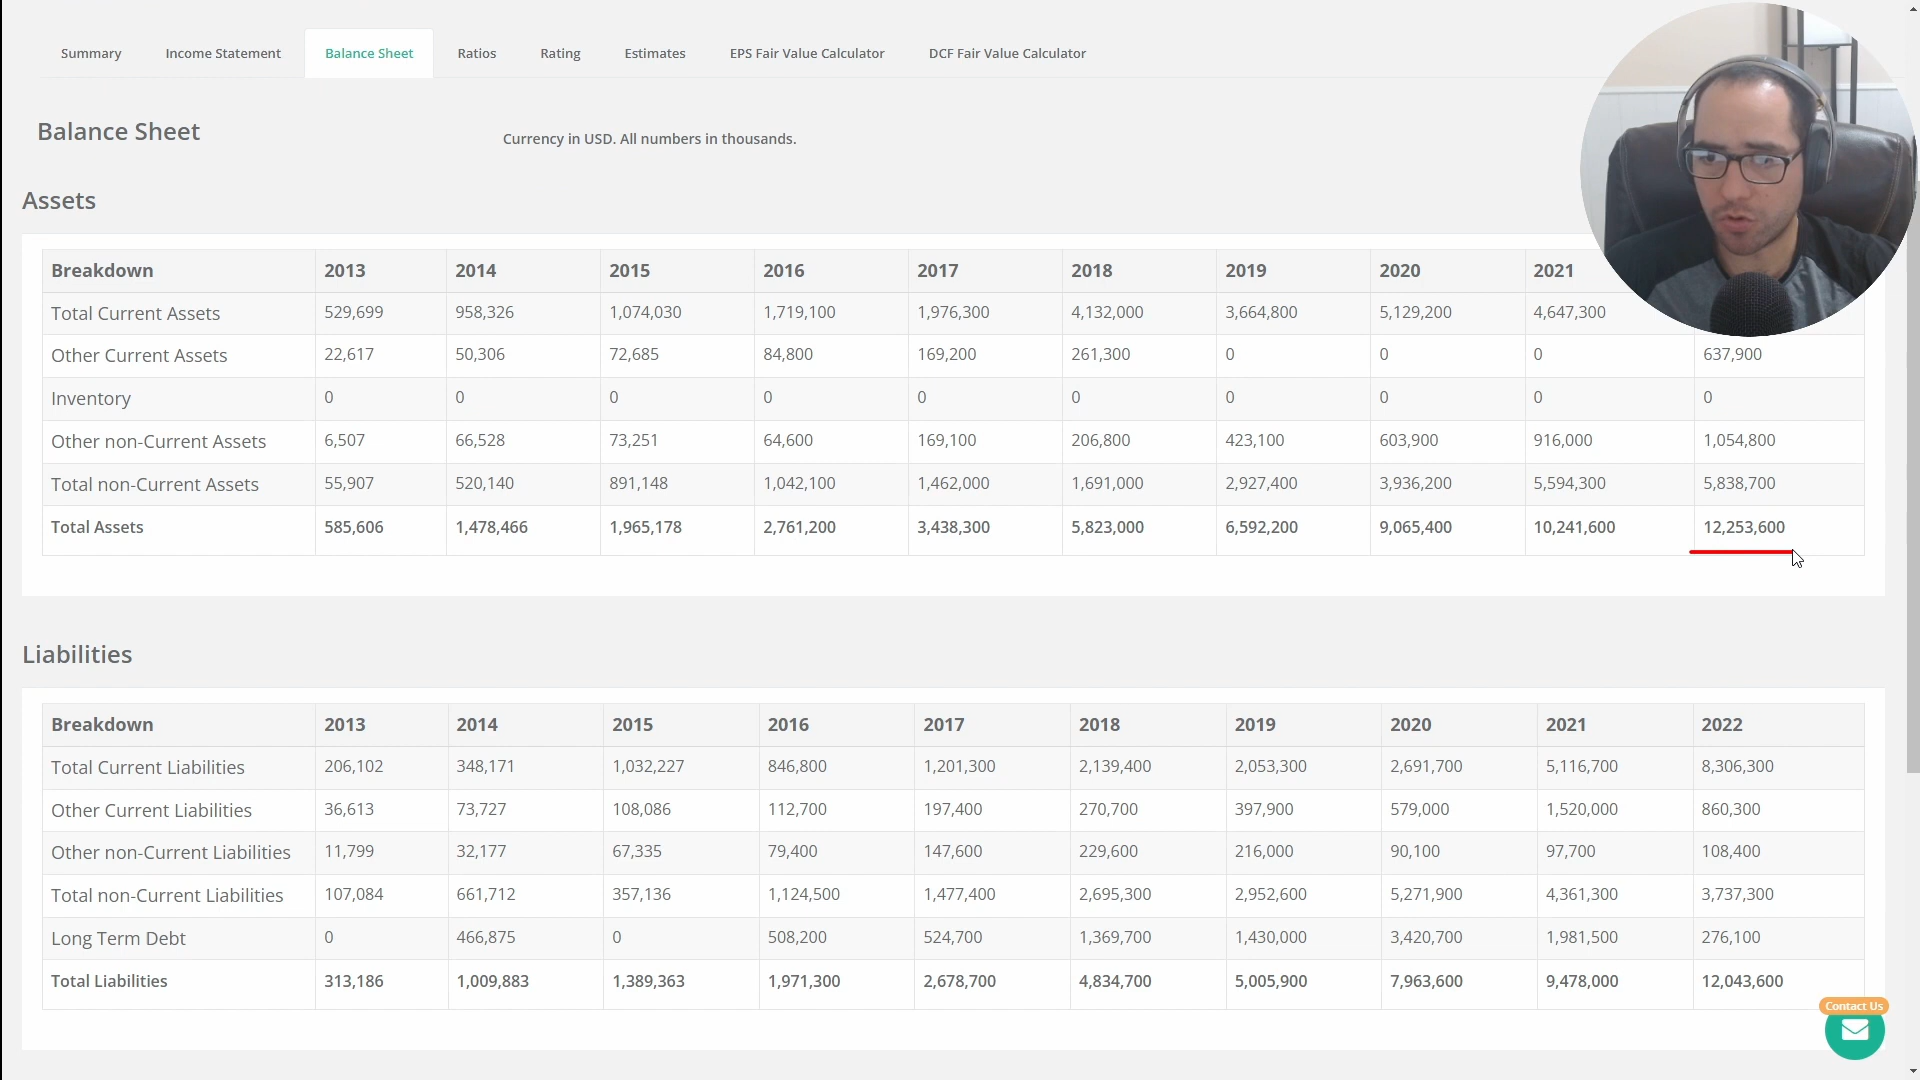 Summary Income Statement Balance Sheet Ratios Rating Estimates EPS Fair Value Calculator DCF Fair Value Calculator
Balance Sheet
Currency in USD. All numbers in thousands.
Assets
Breakdown 2013 2014 2015 2016 2017 2018 2019 2020 2021
Total Current Assets 529,699 958,326 1,074,030 1,719,100 1,976,300 4,132,000 3,664,800 5,129,200 4,647,300
Other Current Assets 22,617 50,306 72,685 84,800 169,200 261,300 0 0 0 637,900
Inventory 0 0 0 0 0 0 0 0 0 0
Other non-Current Assets 6,507 66,528 73,251 64,600 169,100 206,800 423,100 603,900 916,000 1,054,800
Total non-Current Assets 55,907 520,140 891,148 1,042,100 1,462,000 1,691,000 2,927,400 3,936,200 5,594,300 5,838,700
Total Assets 585,606 1,478,466 1,965,178 2,761,200 3,438,300 5,823,000 6,592,200 9,065,400 10,241,600 12,253,600
Liabilities
Breakdown 2013 2014 2015 2016 2017 2018 2019 2020 2021 2022
Total Current Liabilities 206,102 348,171 1,032,227 846,800 1,201,300 2,139,400 2,053,300 2,691,700 5,116,700 8,306,300
Other Current Liabilities 36,613 73,727 108,086 112,700 197,400 270,700 397,900 579,000 1,520,000 860,300
Other non-Current Liabilities 11,799 32,177 67,335 79,400 147,600 229,600 216,000 90,100 97,700 108,400
Total non-Current Liabilities 107,084 661,712 357,136 1,124,500 1,477,400 2,695,300 2,952,600 5,271,900 4,361,300 3,737,300
Long Term Debt 0 466,875 0 508,200 524,700 1,369,700 1,430,000 3,420,700 1,981,500 276,100
Total Liabilities 313,186 1,009,883 1,389,363 1,971,300 2,678,700 4,834,700 5,005,900 7,963,600 9,478,000 12,043,600
Contact Us